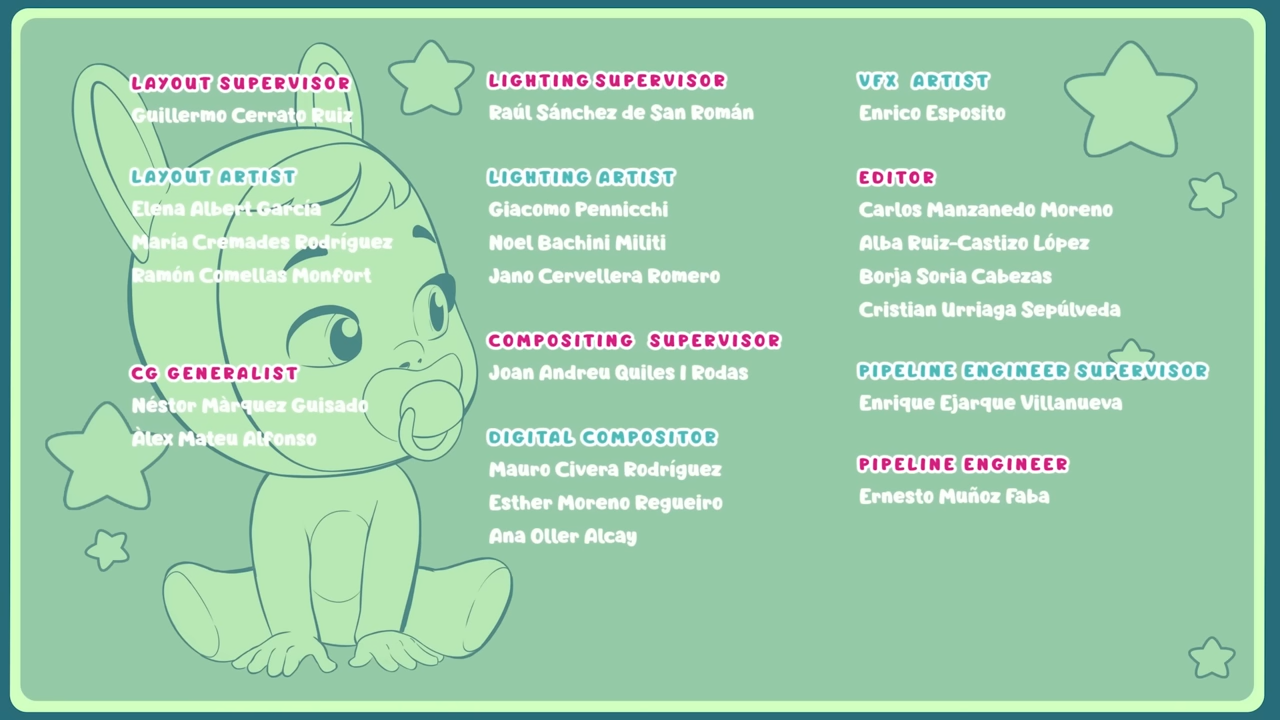 LAYOUT SUPERVISOR
Guillermo Cerrato Ruiz
LAYOUT ARTIST
Elena Albert García
María Cremades Rodríguez
Ramón Comellas Monfort
CG GENERALIST
Néstor Màrquez Guisado
Àlex Mateu Alfonso
LIGHTING SUPERVISOR
Raúl Sánchez de San Román
LIGHTING ARTIST
Giacomo Pennicchi
Noel Bachini Militi
Jano Cervellera Romero
COMPOSITING SUPERVISOR
Joan Andreu Quiles I Rodas
DIGITAL COMPOSITOR
Mauro Civera Rodríguez
Esther Moreno Regueiro
Ana Oller Alcay
VFX ARTIST
Enrico Esposito
EDITOR
Carlos Manzanedo Moreno
Alba Ruiz-Castizo López
Borja Soria Cabezas
Cristian Urriaga Sepúlveda
PIPELINE ENGINEER SUPERVISOR
Enrique Ejarque Villanueva
PIPELINE ENGINEER
Ernesto Muñoz Faba